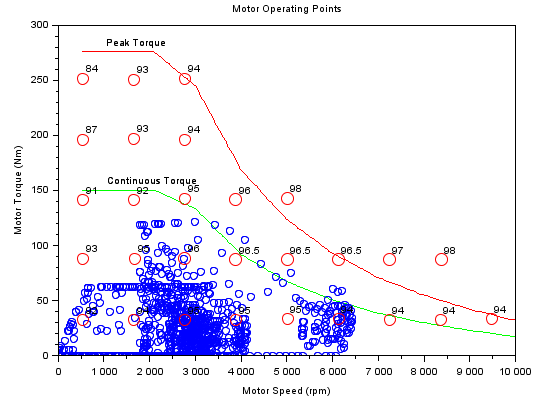 Motor Operating Points
300
Peak Torque
84 93 94
250
200
87 93 94
Continuous Torque
150
91 92 95 96 98
100
93 95 96 96.5 96.5 96.5 97 98
50
95 95 94 94 94
0
0 1 000 2 000 3 000 4 000 5 000 6 000 7 000 8 000 9 000 10 000
Motor Torque (Nm)
Motor Speed (rpm)